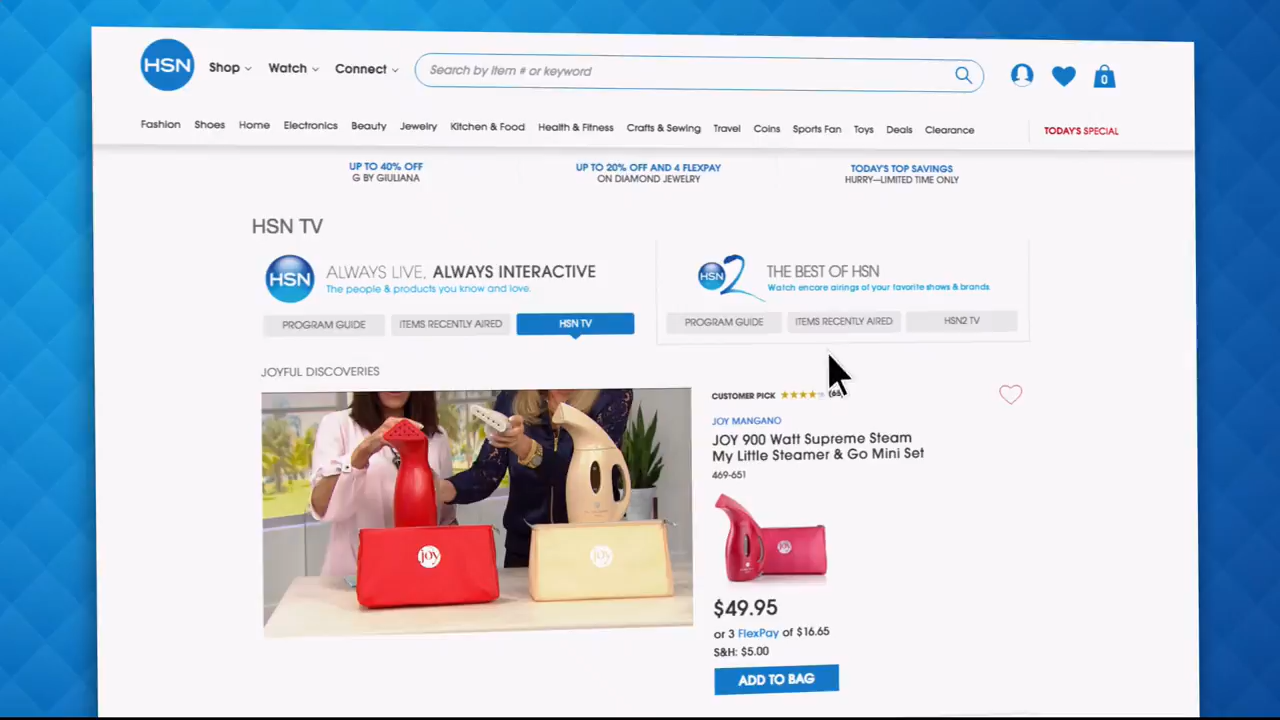 HSN
Shop
Watch
Connect
Search by item # or keyword
0
Fashion
Shoes
Home
Electronics
Beauty
Jewelry
Kitchen & Food
Health & Fitness
Crafts & Sewing
Travel
Coins
Sports Fan
Toys
Deals
Clearance
TODAY'S SPECIAL
UP TO 40% OFF
G BY GIULIANA
UP TO 20% OFF AND 4 FLEXPAY
ON DIAMOND JEWELRY
TODAY'S TOP SAVINGS
HURRY—LIMITED TIME ONLY
HSN TV
HSN
ALWAYS LIVE, ALWAYS INTERACTIVE
The people & products you know and love.
PROGRAM GUIDE
ITEMS RECENTLY AIRED
HSN TV
HSN2
THE BEST OF HSN
Watch encore airings of your favorite shows & brands.
PROGRAM GUIDE
ITEMS RECENTLY AIRED
HSN2 TV
JOYFUL DISCOVERIES
joy
joy
CUSTOMER PICK
JOY MANGANO
JOY 900 Watt Supreme Steam
My Little Steamer & Go Mini Set
469-651
joy
$49.95
or 3 FlexPay of $16.65
S&H: $5.00
ADD TO BAG